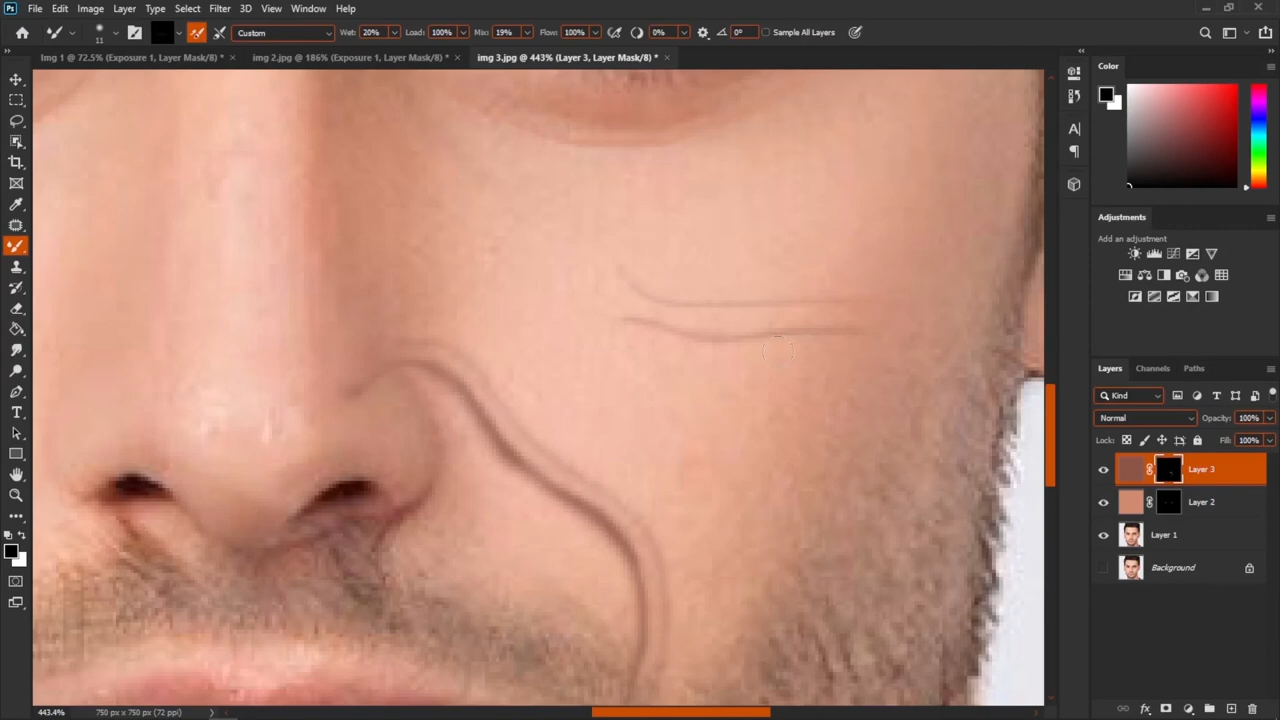 Ps File Edit Image Layer Type Select Filter 3D View Window Help
11 Custom Wet: 20% Load: 100% Mix: 19% Flow: 100% 0% 0° Sample All Layers
Img 1 @ 72.5% (Exposure 1, Layer Mask/8) * × img 2.jpg @ 186% (Exposure 1, Layer Mask/8) * × img 3.jpg @ 443% (Layer 3, Layer Mask/8) * ×
Color
Adjustments
Add an adjustment
Layers Channels Paths
Kind
Normal Opacity: 100%
Lock: Fill: 100%
Layer 3
Layer 2
Layer 1
Background
443.4% 750 px x 750 px (72 ppi)